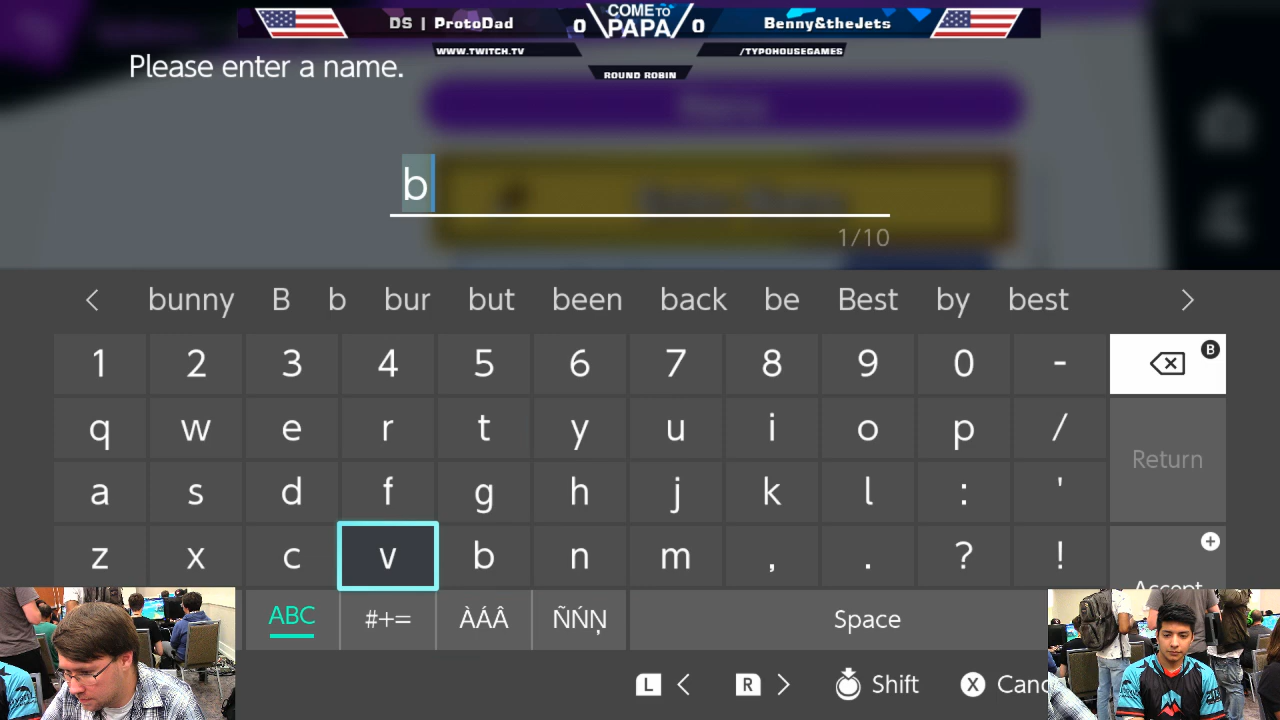 DS | ProtoDad 0 COME TO PAPA 0 Benny&theJets
WWW.TWITCH.TV /TYPOHOUSEGAMES
Please enter a name.
ROUND ROBIN
b
1/10
bunny B b bur but been back be Best by best
1 2 3 4 5 6 7 8 9 0 - B
q w e r t y u i o p /
Return
a s d f g h j k l : '
z x c v b n m , . ? ! +
Accept
ABC #+= ÀÁÂ ÑŃŅ Space
L < R > Shift X Canc